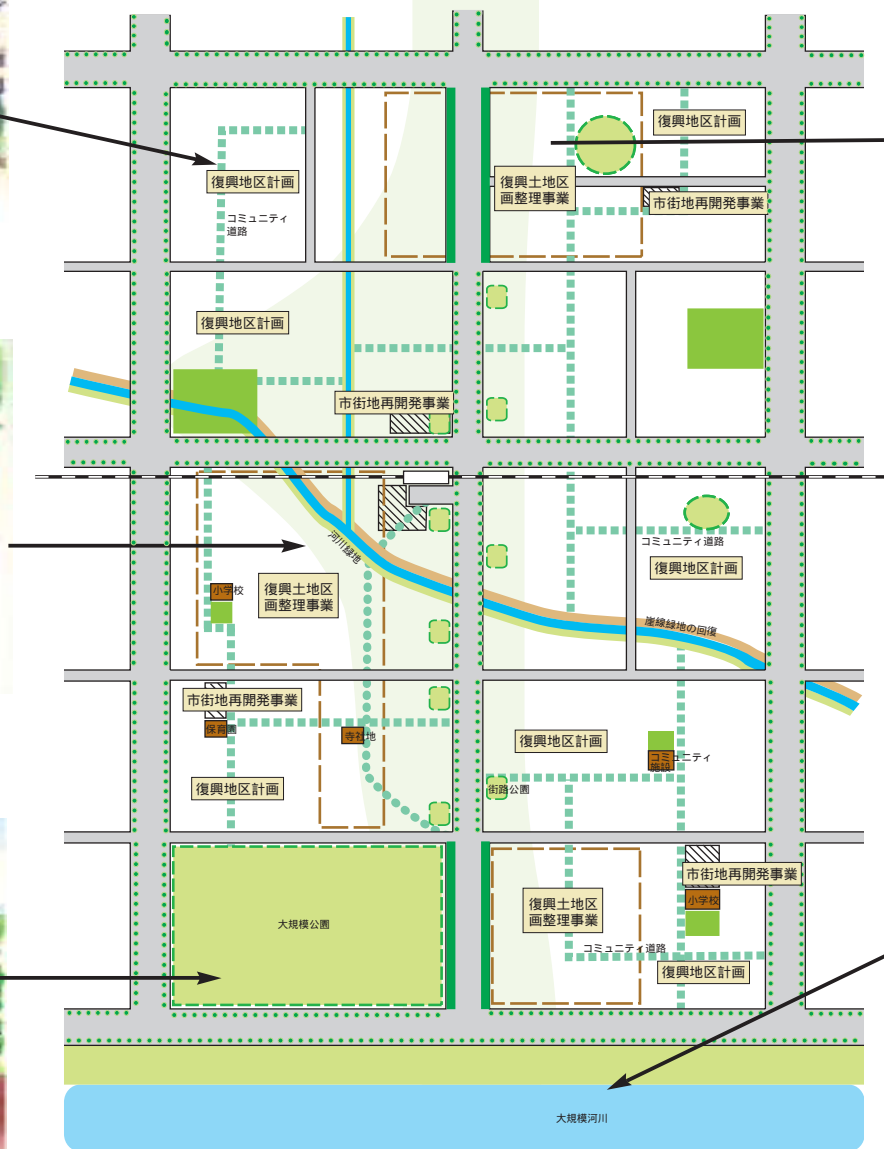 復興地区計画
復興地区計画
復興土地区
画整理事業
市街地再開発事業
コミュニティ
道路
復興地区計画
市街地再開発事業
河川緑地
コミュニティ道路
復興地区計画
小学校
復興土地区
画整理事業
崖線緑地の回復
市街地再開発事業
保育園
寺社地
復興地区計画
コミュニティ
施設
復興地区計画
街路公園
市街地再開発事業
小学校
復興土地区
画整理事業
大規模公園
コミュニティ道路
復興地区計画
大規模河川